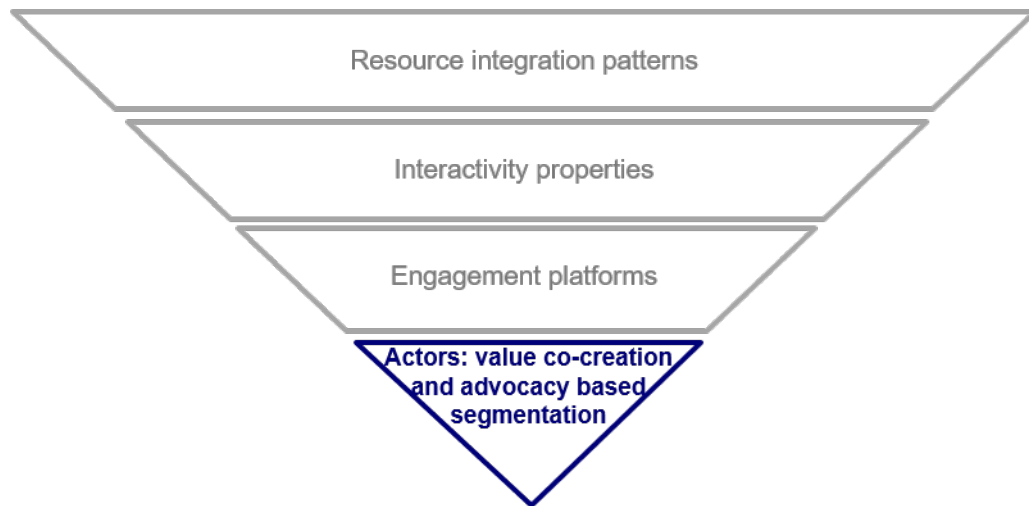 Resource integration patterns
Interactivity properties
Engagement platforms
Actors: value co-creation
and advocacy based
segmentation